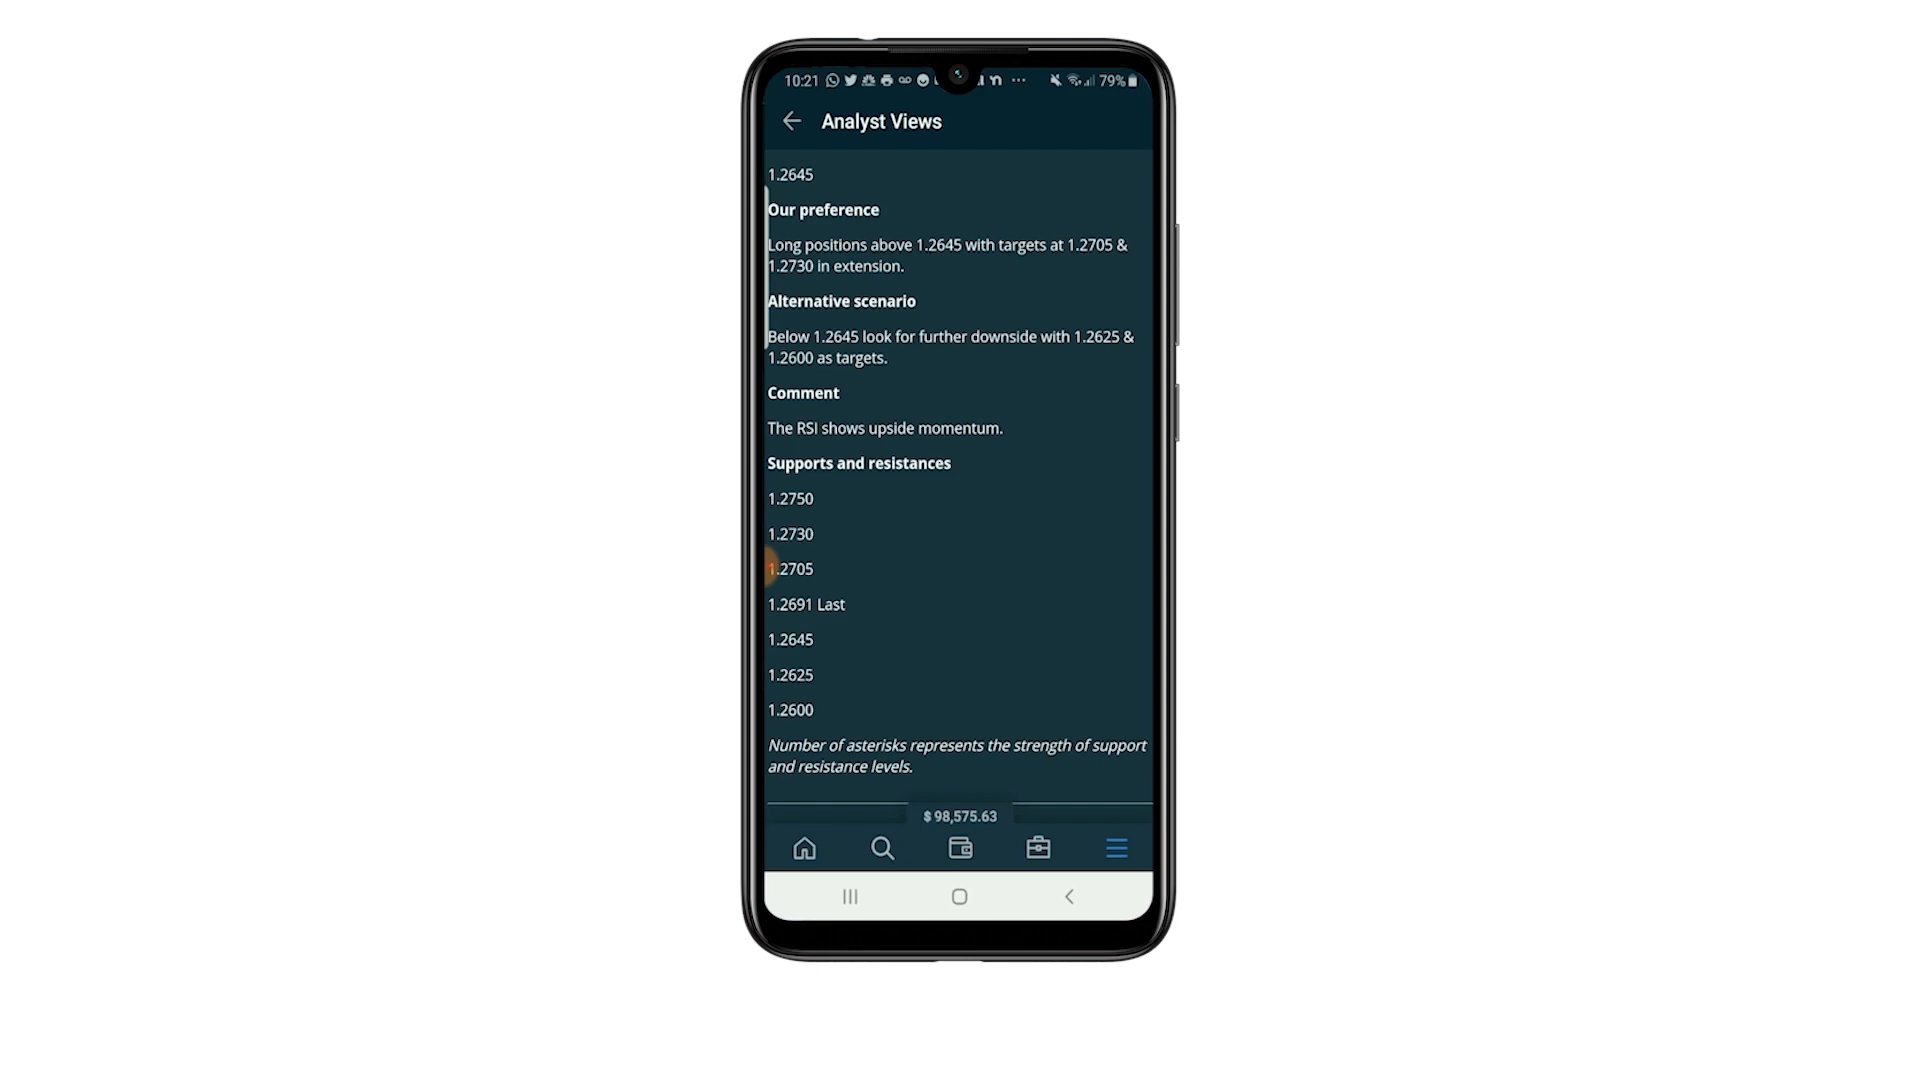 10:21
79%
Analyst Views
1.2645
Our preference
Long positions above 1.2645 with targets at 1.2705 &
1.2730 in extension.
Alternative scenario
Below 1.2645 look for further downside with 1.2625 &
1.2600 as targets.
Comment
The RSI shows upside momentum.
Supports and resistances
1.2750
1.2730
1.2705
1.2691 Last
1.2645
1.2625
1.2600
Number of asterisks represents the strength of support
and resistance levels.
$ 98,575.63